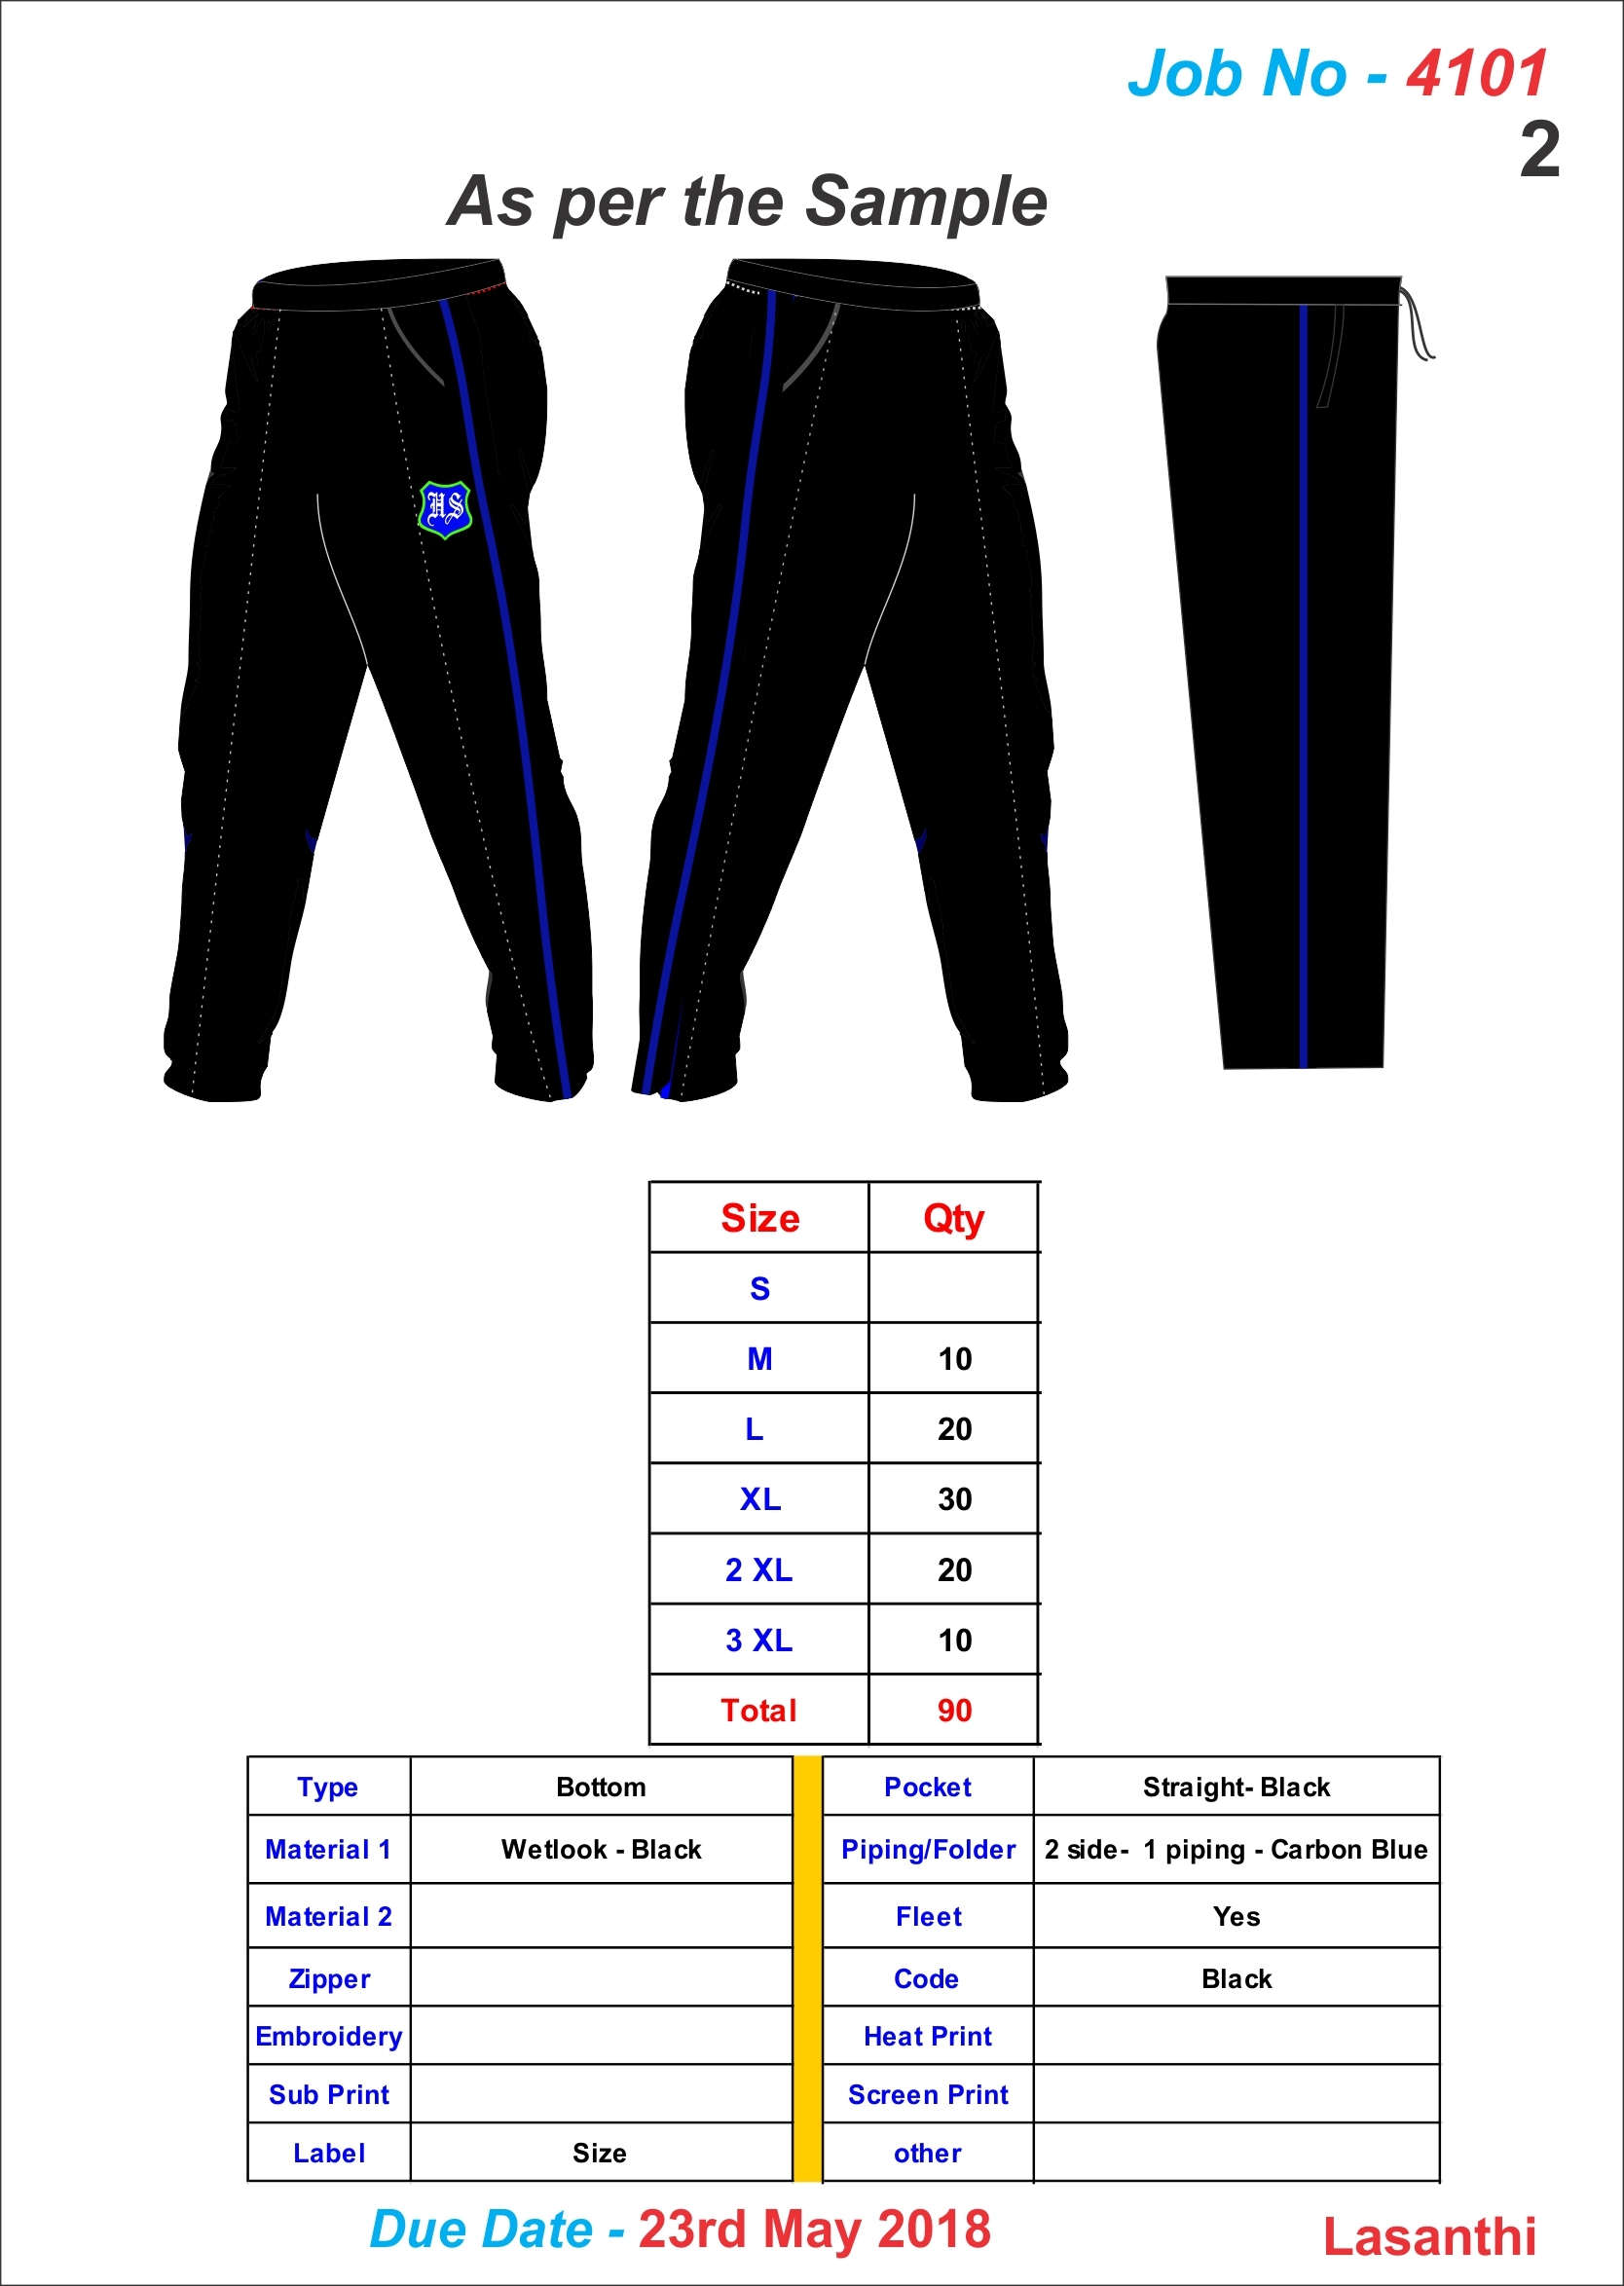 Job No - 4101
2
As per the Sample
HS
Size Qty
S
M 10
L 20
XL 30
2 XL 20
3 XL 10
Total 90
Type Bottom Pocket Straight- Black
Material 1 Wetlook - Black Piping/Folder 2 side- 1 piping - Carbon Blue
Material 2 Fleet Yes
Zipper Code Black
Embroidery Heat Print
Sub Print Screen Print
Label Size other
Due Date - 23rd May 2018
Lasanthi